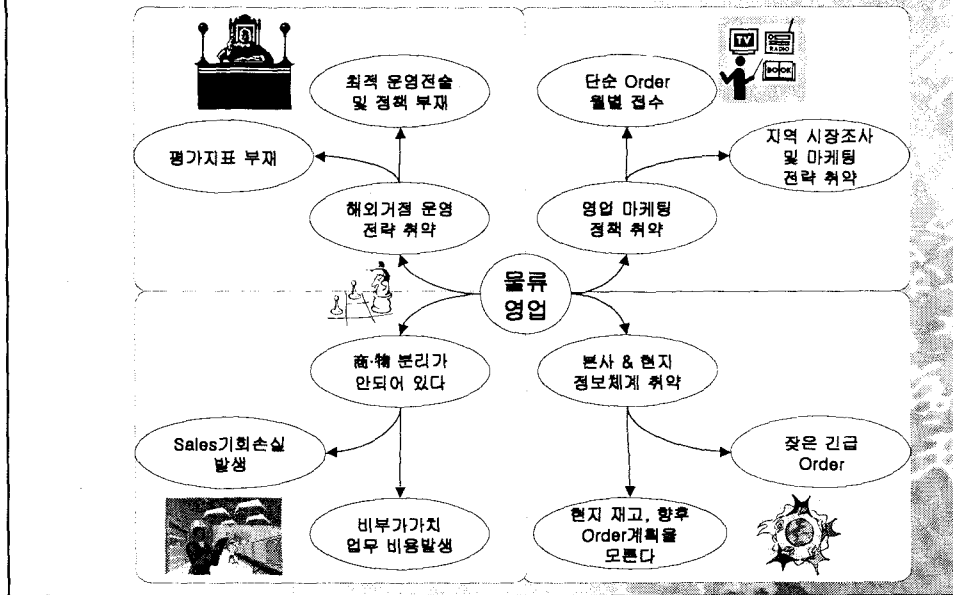 최적 운영전술
및 정책 부재
평가지표 부재
해외거점 운영
전략 취약
TV
RADIO
BOOK
단순 Order
월별 접수
지역 시장조사
및 마케팅
전략 취약
영업 마케팅
정책 취약
물류
영업
商·物 분리가
안되어 있다
Sales기회손실
발생
비부가가치
업무 비용발생
본사 & 현지
정보체계 취약
잦은 긴급
Order
현지 재고, 향후
Order계획을
모른다